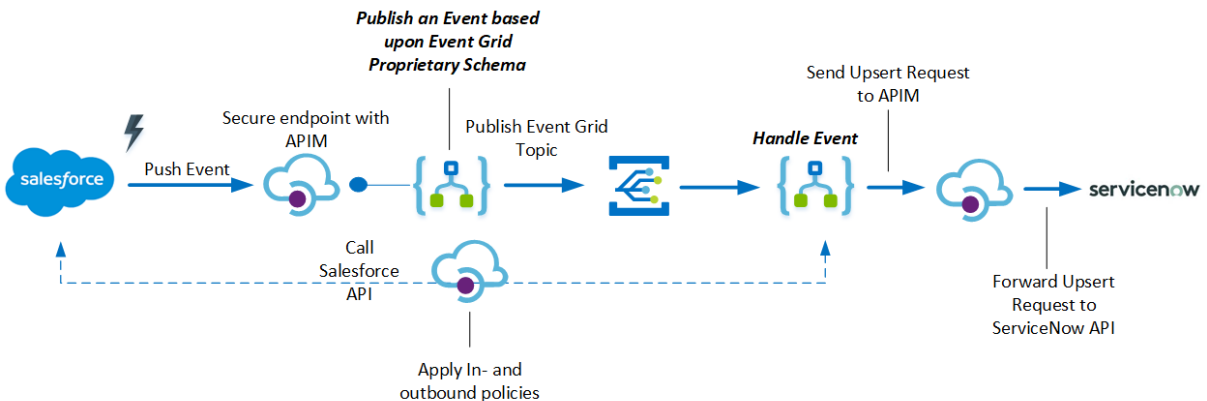 Publish an Event based
upon Event Grid
Proprietary Schema
Send Upsert Request
to APIM
Secure endpoint with
APIM
Publish Event Grid
Topic
Handle Event
salesforce
Push Event
servicenow
Call
Salesforce
API
Forward Upsert
Request to
ServiceNow API
Apply In- and
outbound policies